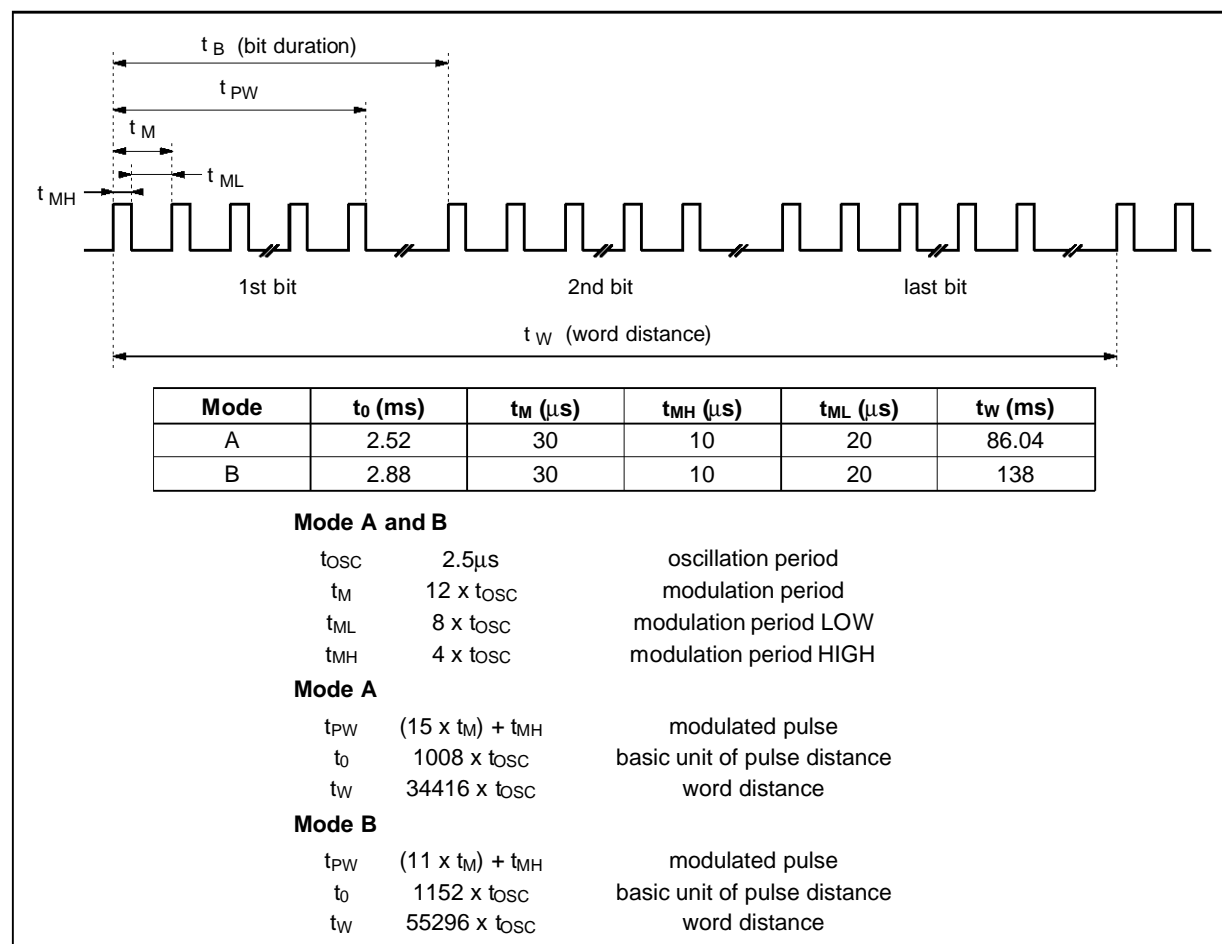 t B (bit duration)
t PW
t M
t ML
t MH
1st bit 2nd bit last bit
t W (word distance)
Mode t0 (ms) tM (μs) tMH (μs) tML (μs) tW (ms)
A 2.52 30 10 20 86.04
B 2.88 30 10 20 138
Mode A and B
tOSC 2.5μs oscillation period
tM 12 x tOSC modulation period
tML 8 x tOSC modulation period LOW
tMH 4 x tOSC modulation period HIGH
Mode A
tPW (15 x tM) + tMH modulated pulse
t0 1008 x tOSC basic unit of pulse distance
tW 34416 x tOSC word distance
Mode B
tPW (11 x tM) + tMH modulated pulse
t0 1152 x tOSC basic unit of pulse distance
tW 55296 x tOSC word distance